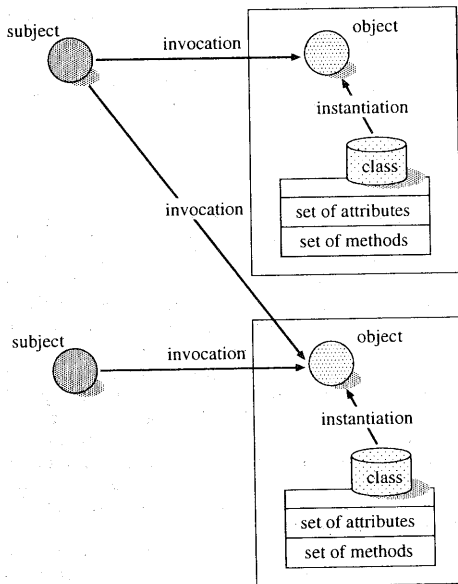 subject
object
invocation
instantiation
class
set of attributes
set of methods
invocation
subject
object
invocation
instantiation
class
set of attributes
set of methods